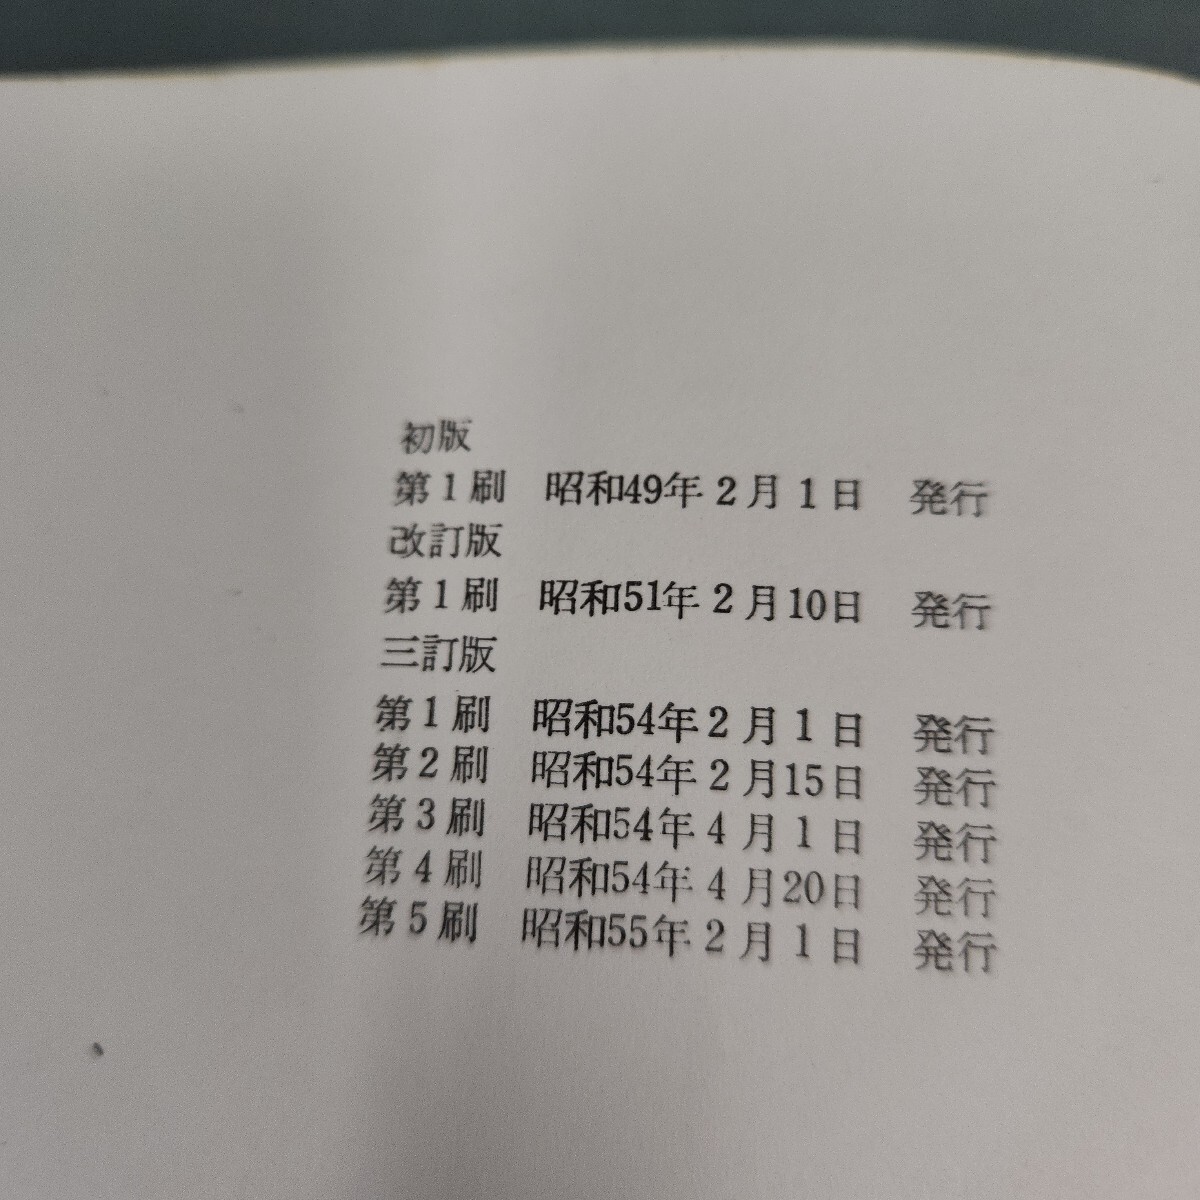 初版
第1刷 昭和49年2月1日 発行
改訂版
第1刷 昭和51年2月10日 発行
三訂版
第1刷 昭和54年2月1日 発行
第2刷 昭和54年2月15日 発行
第3刷 昭和54年4月1日 発行
第4刷 昭和54年4月20日 発行
第5刷 昭和55年2月1日 発行